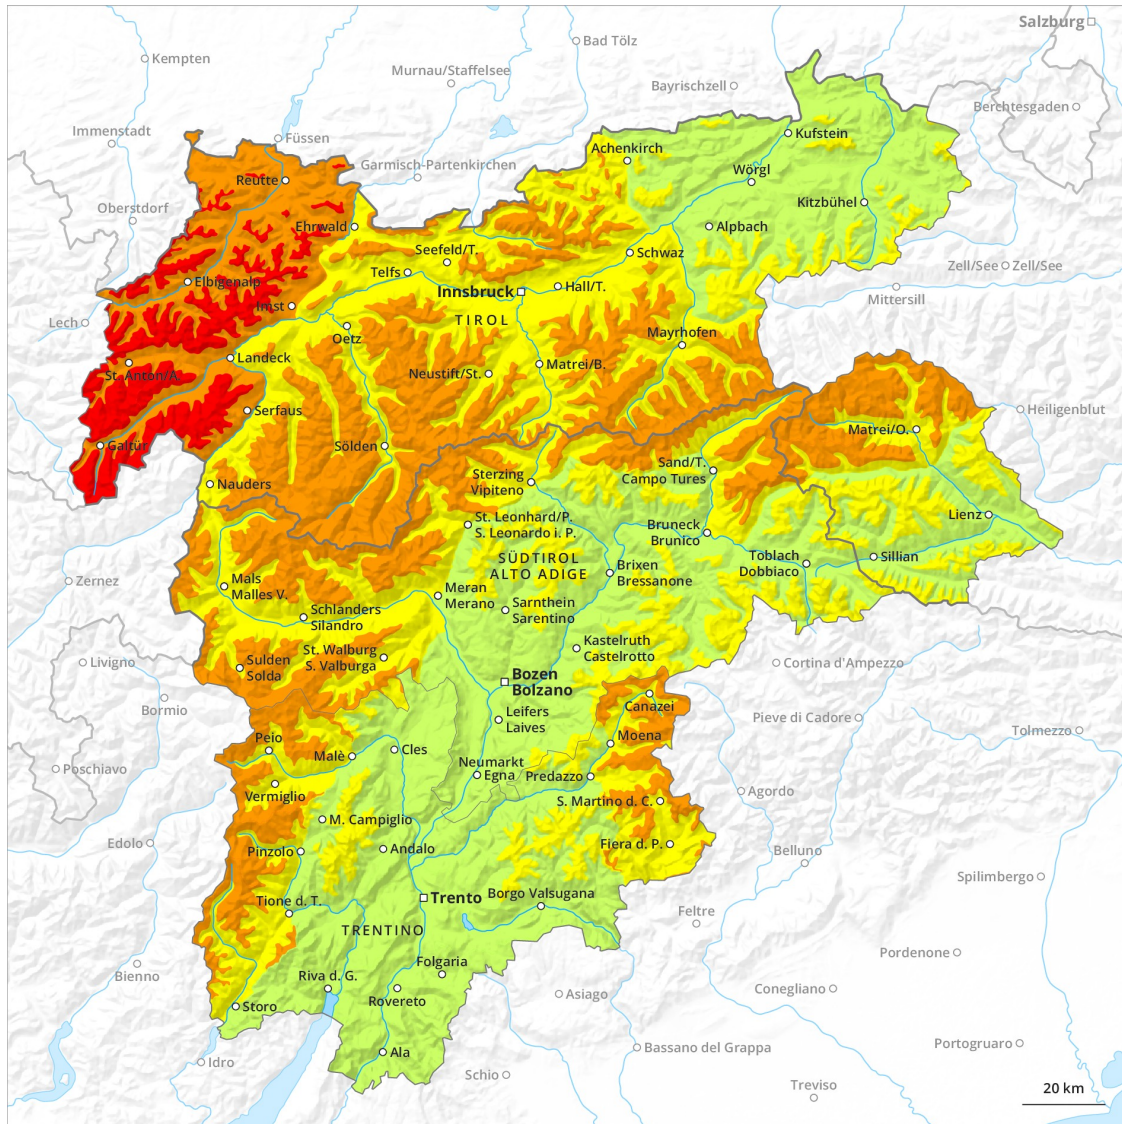 Salzburg
Bad Tölz
Kempten
Murnau/Staffelsee
Bayrischzell
Berchtesgaden
Immenstadt
Füssen
Kufstein
Achenkirch
Garmisch-Partenkirchen
Wörgl
Reutte
Oberstdorf
Kitzbühel
Ehrwald
Alpbach
Seefeld/T.
Schwaz
Telfs
Zell/See
Zell/See
Elbigenalp
Innsbruck
Hall/T.
Mittersill
Imst
Lech
TIROL
Mayrhofen
Oetz
Landeck
Matrei/B.
St. Anton/A.
Neustift/St.
Serfaus
Heiligenblut
Matrei/O.
Galtür
Sölden
Sand/T.
Campo Tures
Sterzing
Vipiteno
Nauders
St. Leonhard/P.
S. Leonardo i. P.
Lienz
Bruneck
Brunico
SÜDTIROL
ALTO ADIGE
Toblach
Dobbiaco
Sillian
Brixen
Bressanone
Zernez
Mals
Malles V.
Meran
Merano
Sarnthein
Sarentino
Schlanders
Silandro
Kastelruth
Castelrotto
St. Walburg
S. Valburga
Livigno
Sulden
Solda
Cortina d'Ampezzo
Bozen
Bolzano
Bormio
Canazei
Leifers
Laives
Pieve di Cadore
Tolmezzo
Peio
Moena
Malè
Cles
Neumarkt
Egna
Poschiavo
Predazzo
Vermiglio
Agordo
S. Martino d. C.
M. Campiglio
Edolo
Pinzolo
Andalo
Fiera d. P.
Belluno
Spilimbergo
Trento
Borgo Valsugana
Tione d. T.
Feltre
TRENTINO
Pordenone
Folgaria
Bienno
Riva d. G.
Rovereto
Asiago
Conegliano
Storo
Portogruaro
Bassano del Grappa
Ala
Idro
Schio
Treviso
20 km